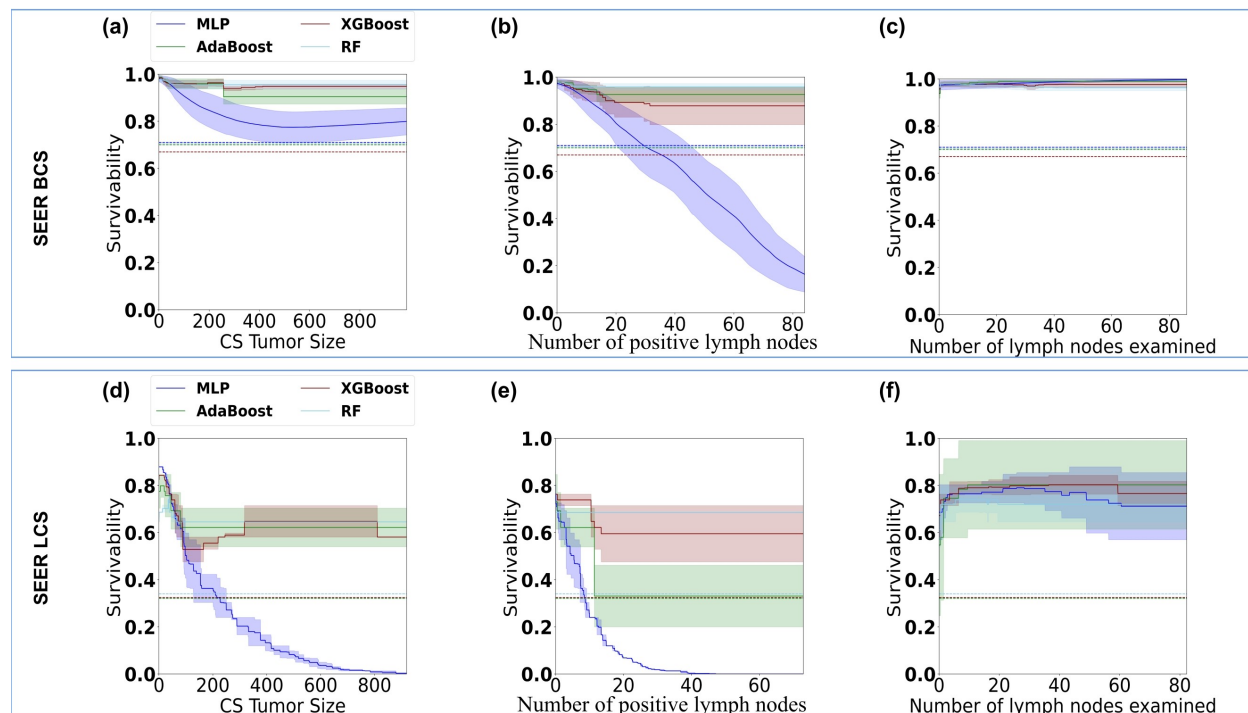 (a)
MLP
XGBoost
AdaBoost
RF
(b)
(c)
SEER BCS
Survivability
1.0
0.8
0.6
0.4
0.2
0.0
0 200 400 600 800
CS Tumor Size
Survivability
1.0
0.8
0.6
0.4
0.2
0.0
0 20 40 60 80
Number of positive lymph nodes
Survivability
1.0
0.8
0.6
0.4
0.2
0.0
0 20 40 60 80
Number of lymph nodes examined
(d)
MLP
XGBoost
AdaBoost
RF
(e)
(f)
SEER LCS
Survivability
1.0
0.8
0.6
0.4
0.2
0.0
0 200 400 600 800
CS Tumor Size
Survivability
1.0
0.8
0.6
0.4
0.2
0.0
0 20 40 60
Number of positive lymph nodes
Survivability
1.0
0.8
0.6
0.4
0.2
0.0
0 20 40 60 80
Number of lymph nodes examined